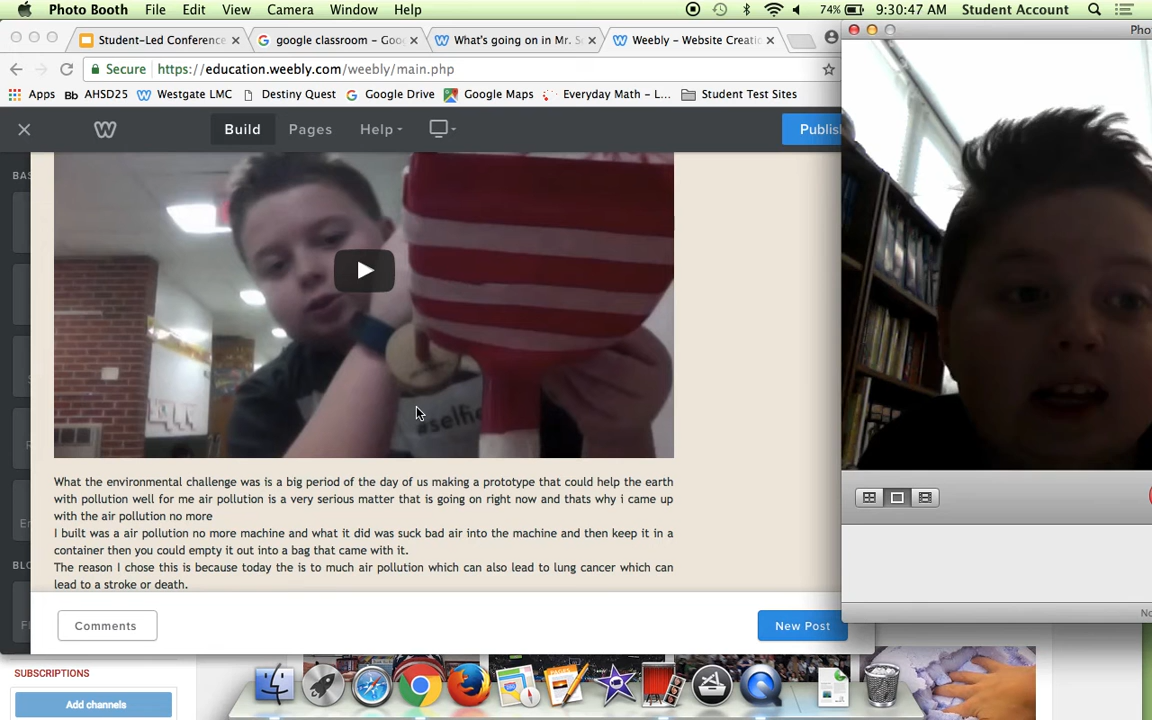 Photo Booth File Edit View Camera Window Help 74% 9:30:47 AM Student Account
Student-Led Conference google classroom - Goo What's going on in Mr. S Weebly - Website Creatic
Secure https://education.weebly.com/weebly/main.php
Apps Bb AHSD25 Westgate LMC Destiny Quest Google Drive Google Maps Everyday Math - L... Student Test Sites
Build Pages Help Publis
BAS
#selfie
What the environmental challenge was is a big period of the day of us making a prototype that could help the earth
with pollution well for me air pollution is a very serious matter that is going on right now and thats why i came up
with the air pollution no more
I built was a air pollution no more machine and what it did was suck bad air into the machine and then keep it in a
container then you could empty it out into a bag that came with it.
The reason I chose this is because today the is to much air pollution which can also lead to lung cancer which can
lead to a stroke or death.
BLO
Comments New Post
SUBSCRIPTIONS
Add channels